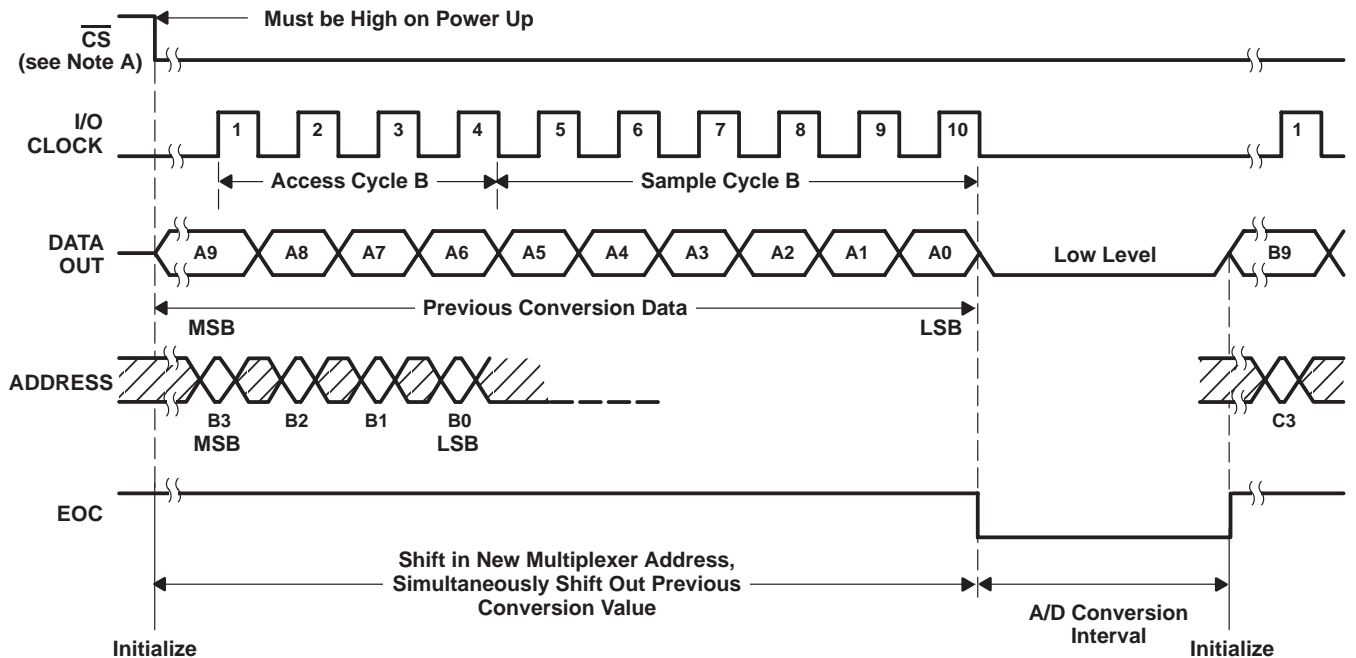 Must be High on Power Up
CS
(see Note A)
I/O
CLOCK
1 2 3 4 5 6 7 8 9 10 1
Access Cycle B Sample Cycle B
DATA
OUT
A9 A8 A7 A6 A5 A4 A3 A2 A1 A0 Low Level B9
Previous Conversion Data
MSB LSB
ADDRESS
B3 B2 B1 B0 C3
MSB LSB
EOC
Shift in New Multiplexer Address,
Simultaneously Shift Out Previous
Conversion Value
A/D Conversion
Interval
Initialize Initialize